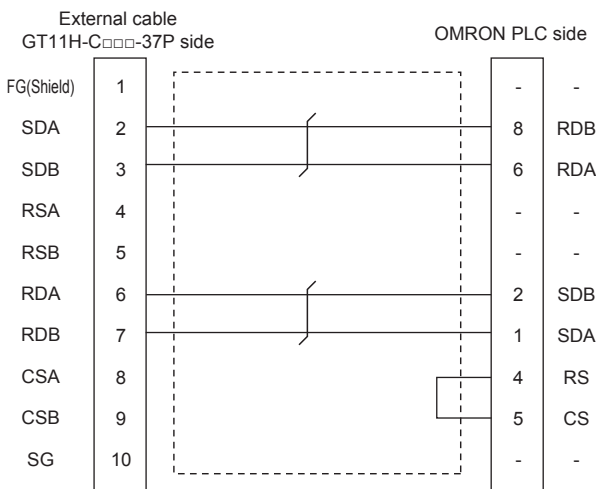 External cable
GT11H-C□□□-37P side
OMRON PLC side
FG(Shield) 1 - -
SDA 2 8 RDB
SDB 3 6 RDA
RSA 4 - -
RSB 5 - -
RDA 6 2 SDB
RDB 7 1 SDA
CSA 8 4 RS
CSB 9 5 CS
SG 10 - -